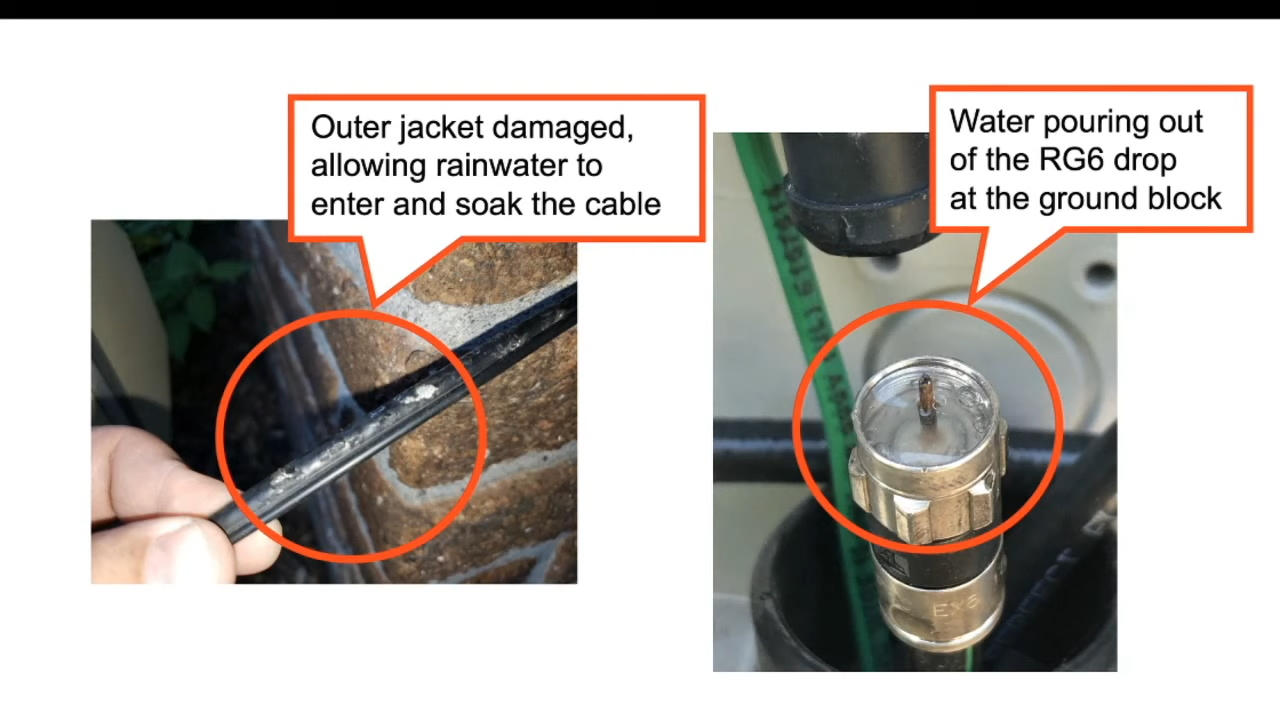 Outer jacket damaged,
allowing rainwater to
enter and soak the cable
Water pouring out
of the RG6 drop
at the ground block
EX6